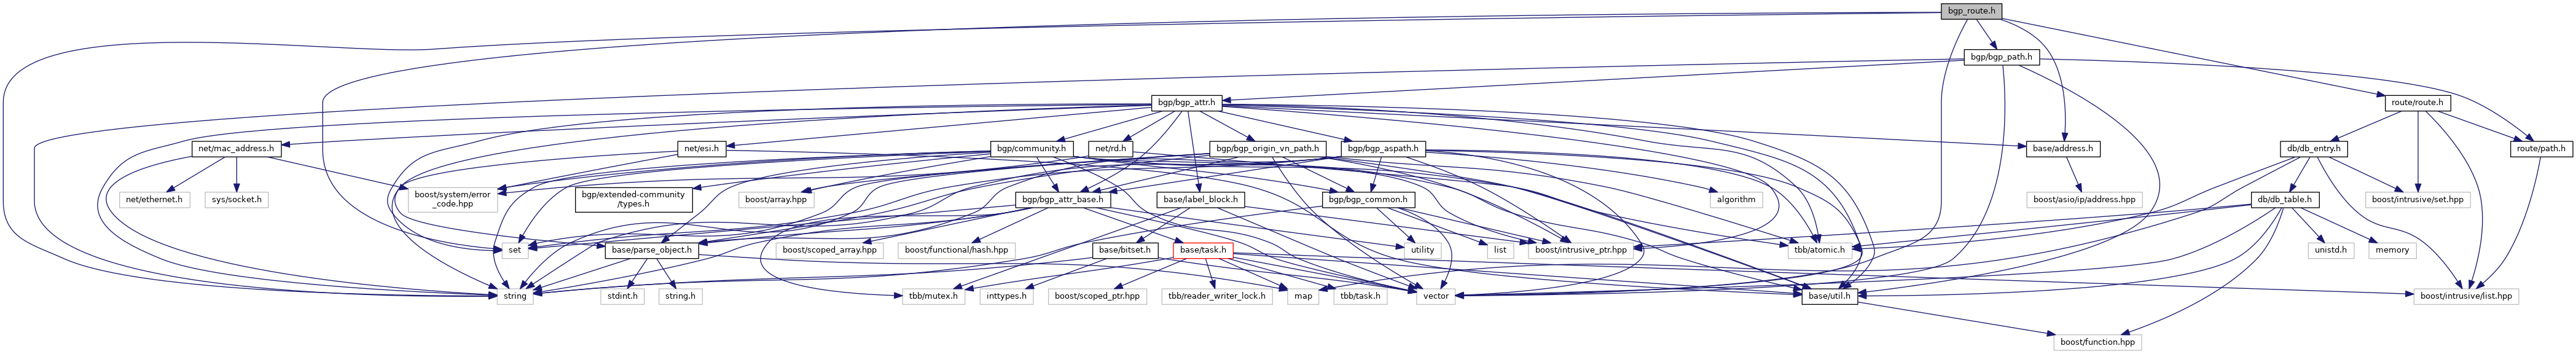 bgp_route.h
bgp/bgp_path.h
bgp/bgp_attr.h
route/route.h
net/mac_address.h
net/esi.h
bgp/community.h
net/rd.h
bgp/bgp_origin_vn_path.h
bgp/bgp_aspath.h
base/address.h
db/db_entry.h
route/path.h
net/ethernet.h
sys/socket.h
boost/system/error
_code.hpp
bgp/extended-community
/types.h
boost/array.hpp
bgp/bgp_attr_base.h
base/label_block.h
bgp/bgp_common.h
algorithm
boost/asio/ip/address.hpp
db/db_table.h
boost/intrusive/set.hpp
set
base/parse_object.h
boost/scoped_array.hpp
boost/functional/hash.hpp
base/bitset.h
base/task.h
utility
list
boost/intrusive_ptr.hpp
tbb/atomic.h
unistd.h
memory
string
stdint.h
string.h
tbb/mutex.h
inttypes.h
boost/scoped_ptr.hpp
tbb/reader_writer_lock.h
map
tbb/task.h
vector
base/util.h
boost/intrusive/list.hpp
boost/function.hpp